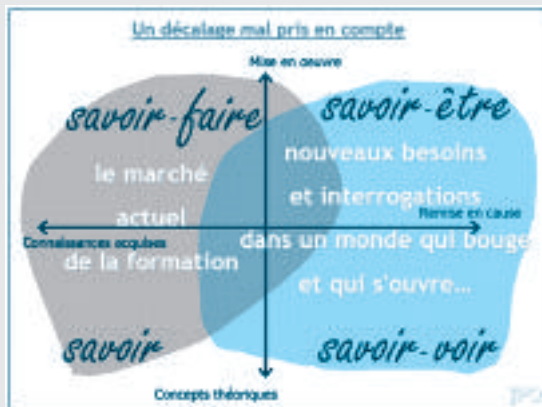 Un décalage mal pris en compte
Mise en œuvre
savoir-faire
savoir-être
le marché
actuel
de la formation
nouveaux besoins
et interrogations
dans un monde qui bouge
et qui s'ouvre...
Remise en cause
Connaissances acquises
savoir
savoir-voir
Concepts théoriques